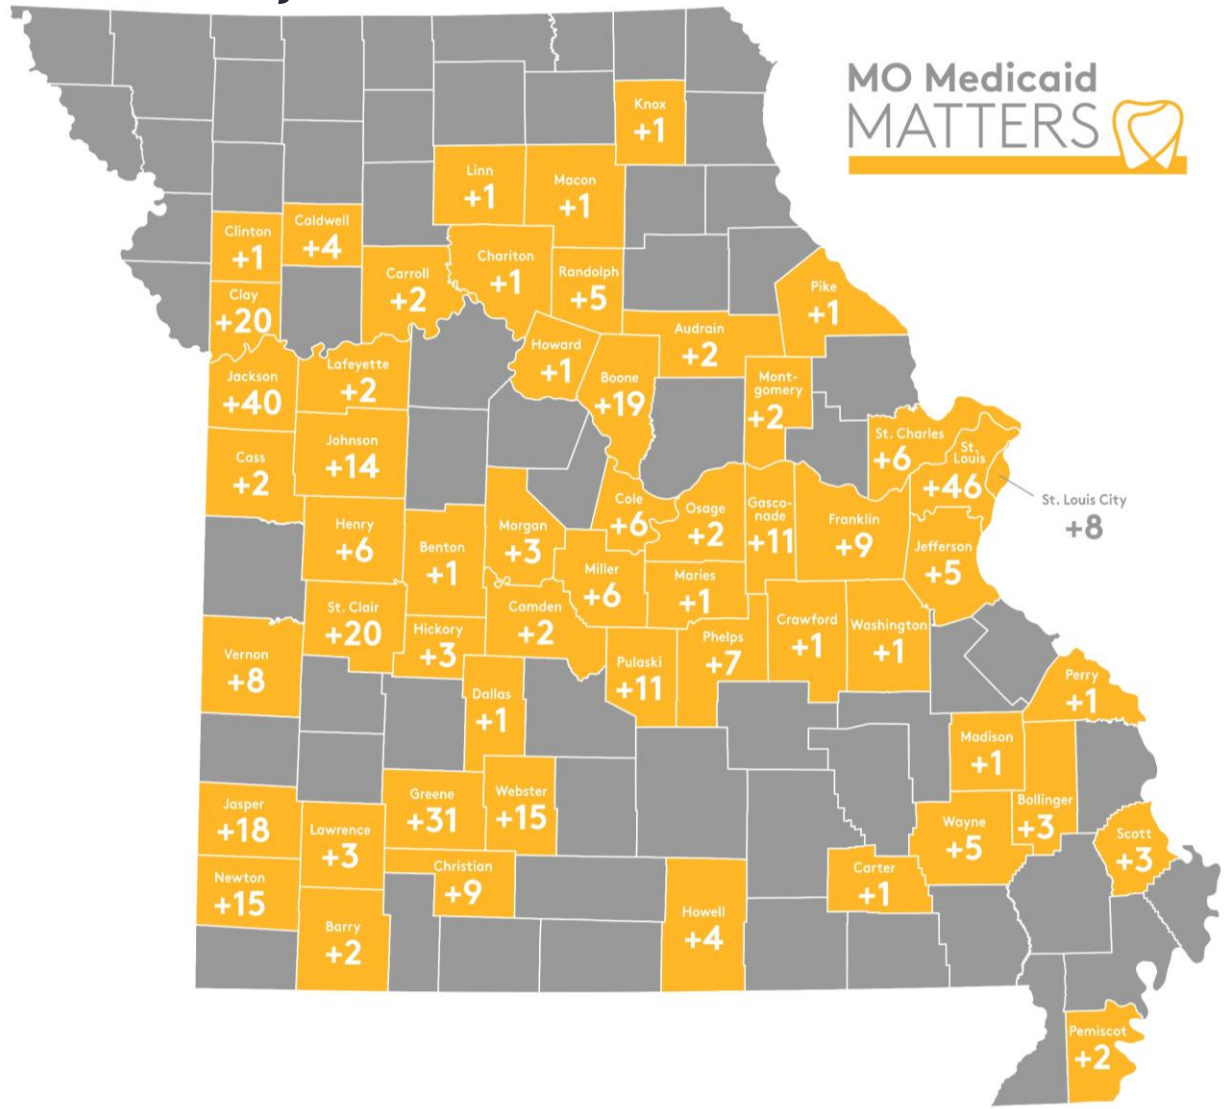 MO Medicaid
MATTERS
Knox
+1
Linn
+1
Macon
+1
Clinton
+1
Caldwell
+4
Carroll
+2
Chariton
+1
Randolph
+5
Pike
+1
Clay
+20
Audrain
+2
Howard
+1
Boone
+19
Mont-
gomery
+2
Jackson
+40
Lafeyette
+2
St. Charles
+6
St.
Louis
+46
St. Louis City
+8
Cass
+2
Johnson
+14
Cole
+6
Osage
+2
Gasco-
nade
+11
Franklin
+9
Jefferson
+5
Henry
+6
Benton
+1
Morgan
+3
Miller
+6
Maries
+1
St. Clair
+20
Hickory
+3
Camden
+2
Crawford
+1
Washington
+1
Vernon
+8
Pulaski
+11
Phelps
+7
Perry
+1
Dallas
+1
Madison
+1
Jasper
+18
Greene
+31
Webster
+15
Bollinger
+3
Lawrence
+3
Wayne
+5
Scott
+3
Newton
+15
Christian
+9
Carter
+1
Barry
+2
Howell
+4
Pemiscot
+2